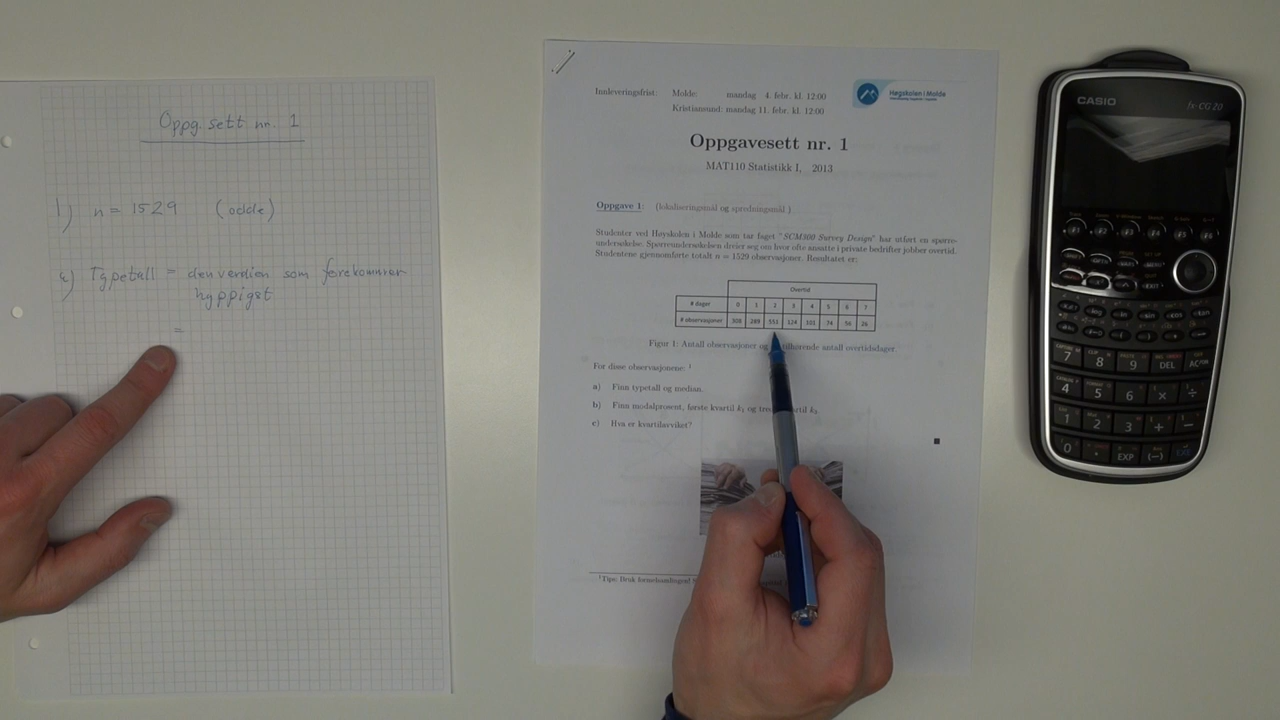 Oppg.sett nr. 1
1) n = 1529 (odde)
a) Typetall = den verdien som forekommer
hyppigst
=
Innleveringsfrist: Molde: mandag 4. febr. kl. 12:00
Kristiansund: mandag 11. febr. kl. 12:00
Høgskolen i Molde
Oppgavesett nr. 1
MAT110 Statistikk I, 2013
Oppgave 1: (lokaliseringsmål og spredningsmål )
Studenter ved Høyskolen i Molde som tar faget "SCM300 Survey Design" har utført en spørre-
undersøkelse. Spørreundersøkelsen dreier seg om hvor ofte ansatte i private bedrifter jobber overtid.
Studentene gjennomførte totalt n = 1529 observasjoner. Resultatet er:
Overtid
# dager 0 1 2 3 4 5 6 7
# observasjoner 308 289 551 124 101 74 56 26
Figur 1: Antall observasjoner og tilhørende antall overtidsdager.
For disse observasjonene: 1
a) Finn typetall og median.
b) Finn modalprosent, første kvartil k1 og kvartil k3
c) Hva er kvartilavviket?
1Tips: Bruk formelsamlingen!
CASIO fx-CG 20
7 8 9 DEL AC/ON
4 5 6 × ÷
1 2 3 + −
0 . EXP (−) EXE